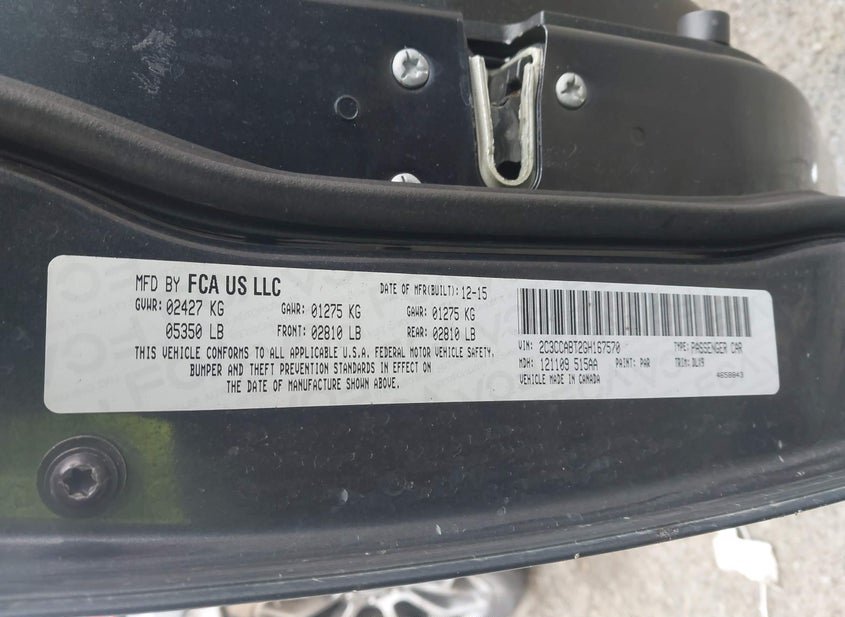 MFD BY FCA US LLC
DATE OF MFR(BUILT): 12-15
GVWR: 02427 KG
GAWR: 01275 KG
GAWR: 01275 KG
05350 LB
FRONT: 02810 LB
REAR: 02810 LB
THIS VEHICLE CONFORMS TO ALL APPLICABLE U.S.A. FEDERAL MOTOR VEHICLE SAFETY,
BUMPER AND THEFT PREVENTION STANDARDS IN EFFECT ON
THE DATE OF MANUFACTURE SHOWN ABOVE.
VIN: 2C3CCABT2GH167570
TYPE: PASSENGER CAR
MDH: 121109 515AA
PAINT: PAR
TRIM: DLX9
VEHICLE MADE IN CANADA
4658843